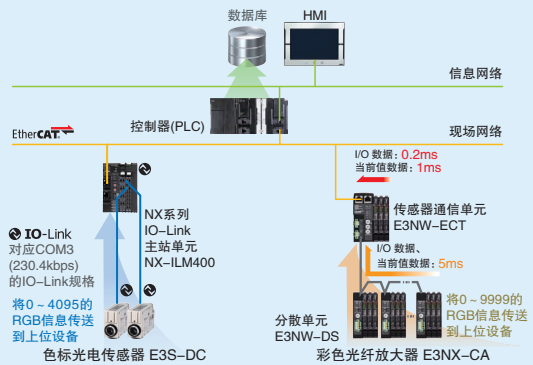 数据库
HMI
信息网络
控制器(PLC)
EtherCAT
现场网络
I/O 数据：0.2ms
当前值数据：1ms
NX系列
IO-Link
主站单元
NX-ILM400
IO-Link
对应COM3
(230.4kbps)
的IO-Link规格
传感器通信单元
E3NW-ECT
I/O 数据、
当前值数据：5ms
将0～4095的
RGB信息传送
到上位设备
色标光电传感器 E3S-DC
分散单元
E3NW-DS
将0～9999的
RGB信息传送
到上位设备
彩色光纤放大器 E3NX-CA